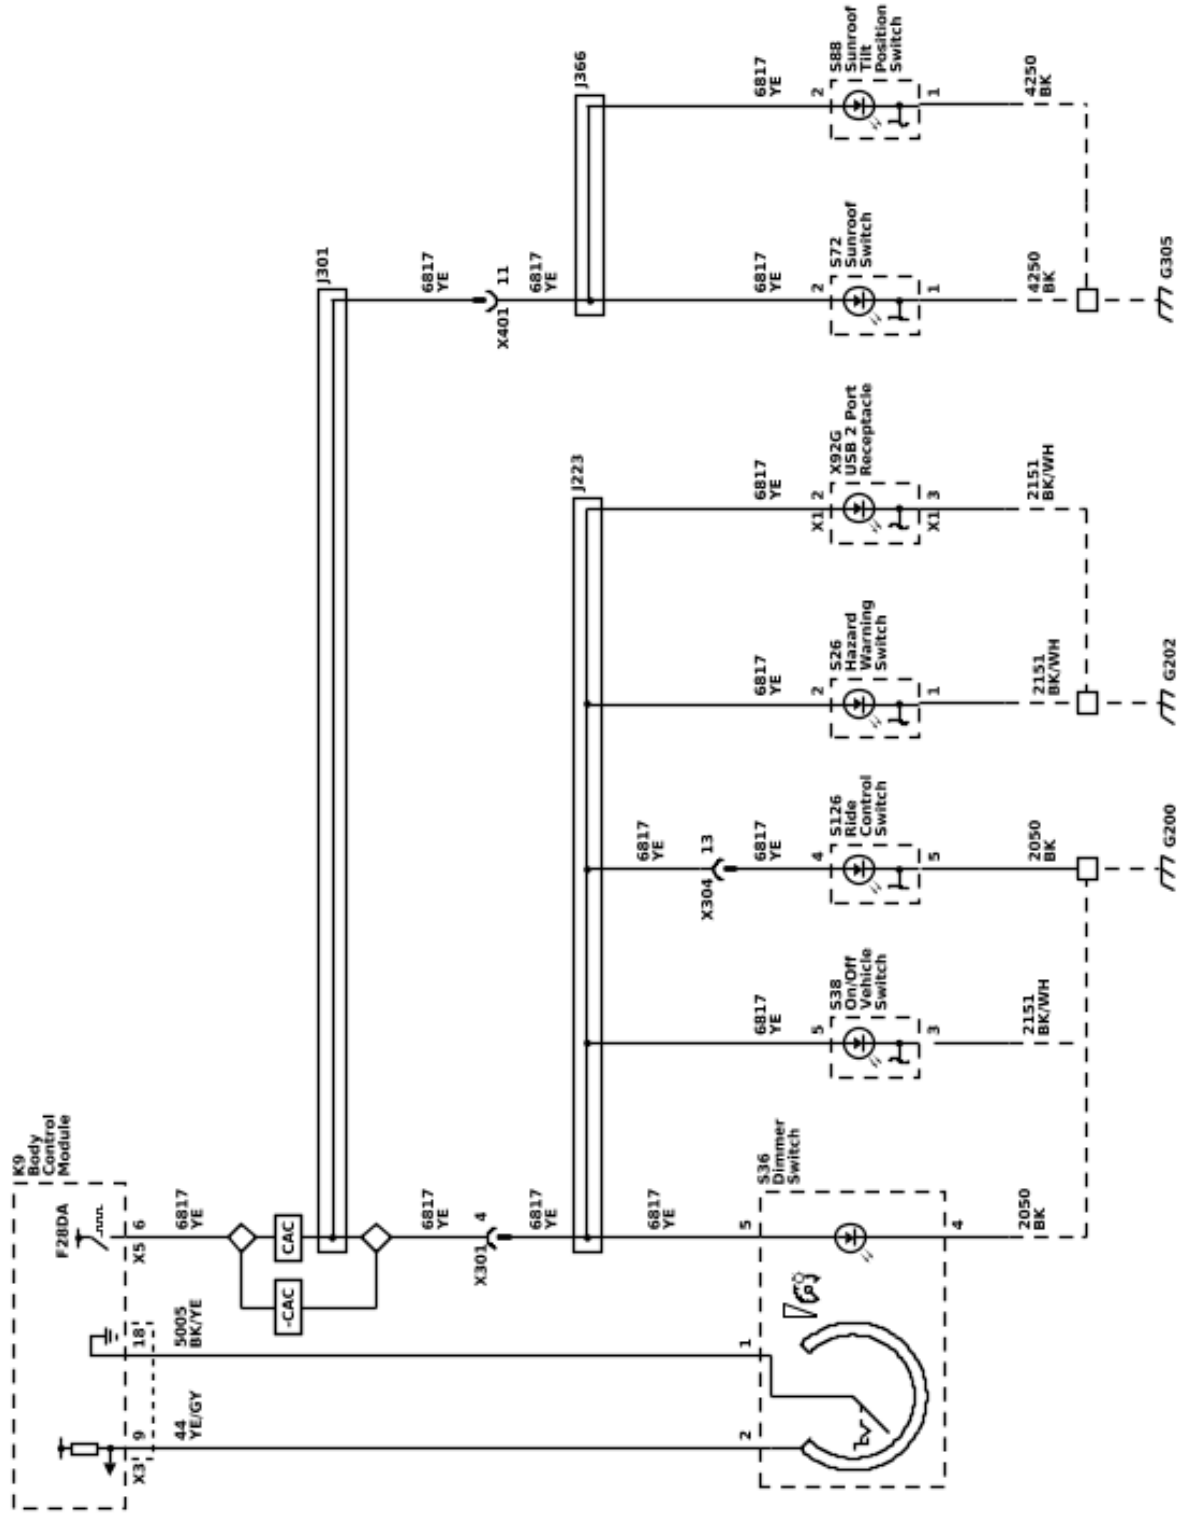 K9
Body
Control
Module
F28DA
X5
6
18
X3
9
6817
YE
5005
BK/YE
44
YE/GY
CAC
-CAC
J301
6817
YE
X301
4
6817
YE
6817
YE
X401
11
6817
YE
J223
J366
6817
YE
6817
YE
X304
13
6817
YE
6817
YE
6817
YE
6817
YE
6817
YE
6817
YE
S36
Dimmer
Switch
2
1
5
4
S38
On/Off
Vehicle
Switch
5
3
S126
Ride
Control
Switch
4
5
S26
Hazard
Warning
Switch
2
1
X92G
USB 2 Port
Receptacle
X1
2
X1
3
S72
Sunroof
Switch
2
1
S88
Sunroof
Tilt
Position
Switch
2
1
2050
BK
2151
BK/WH
2050
BK
2151
BK/WH
2151
BK/WH
4250
BK
4250
BK
G200
G202
G305